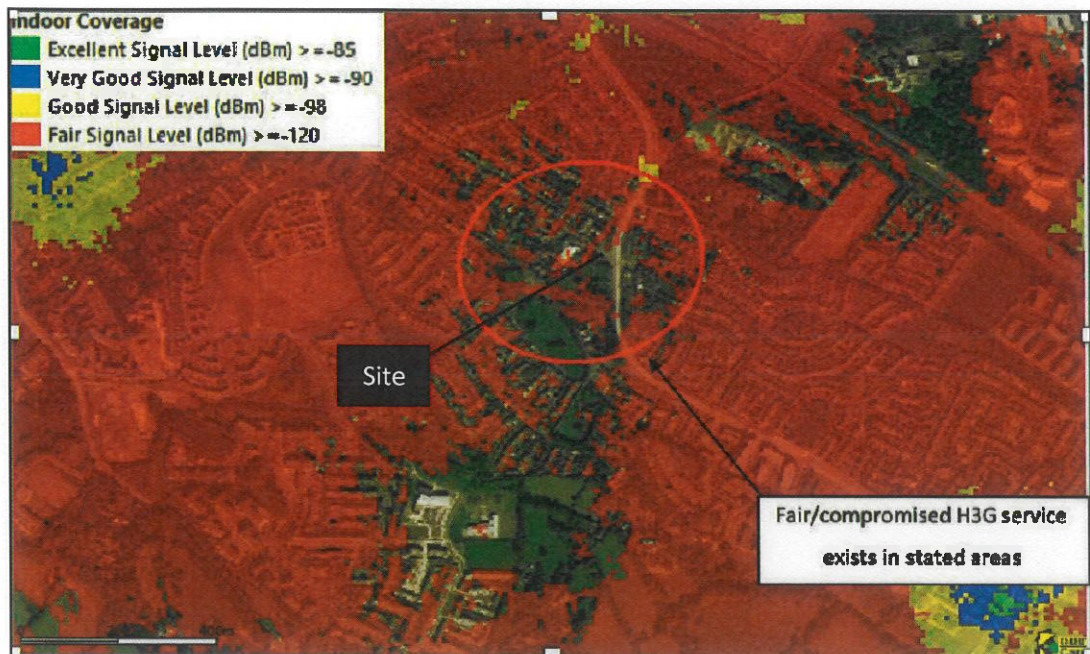 Indoor Coverage
Excellent Signal Level (dBm) >=-85
Very Good Signal Level (dBm) >=-90
Good Signal Level (dBm) >=-98
Fair Signal Level (dBm) >=-120
Site
Fair/compromised H3G service
exists in stated areas